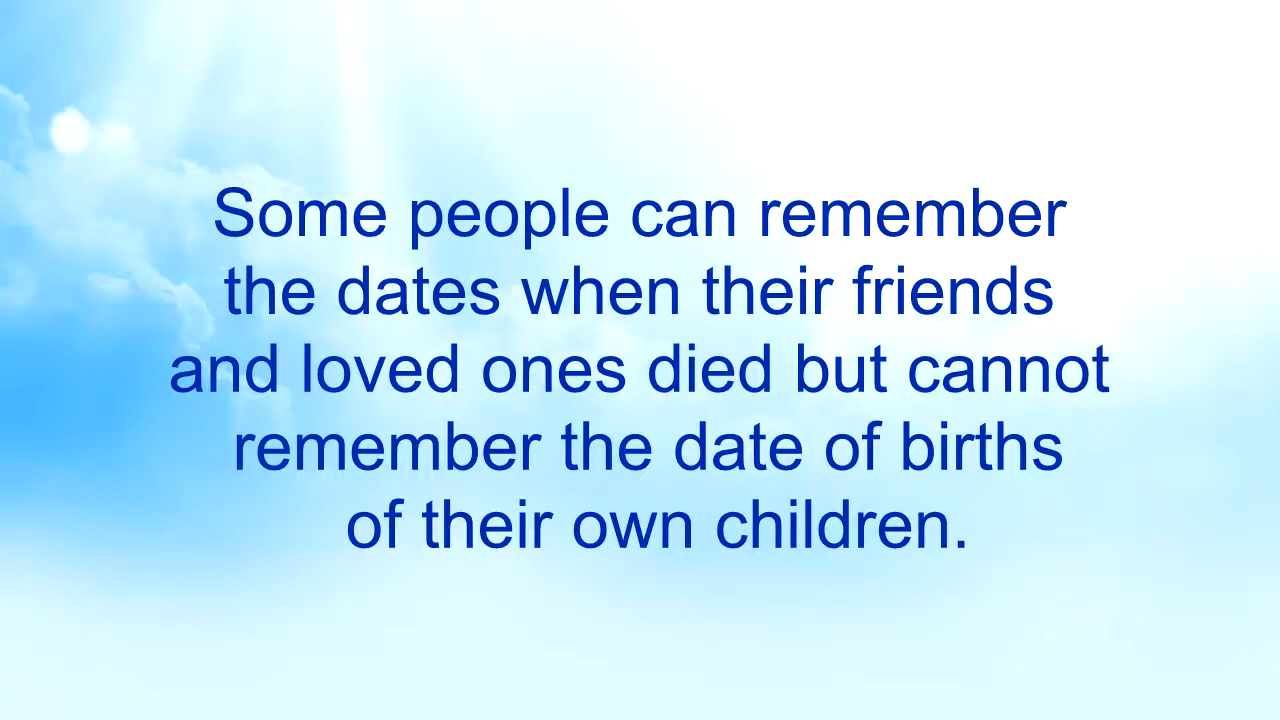 Some people can remember
the dates when their friends
and loved ones died but cannot
remember the date of births
of their own children.